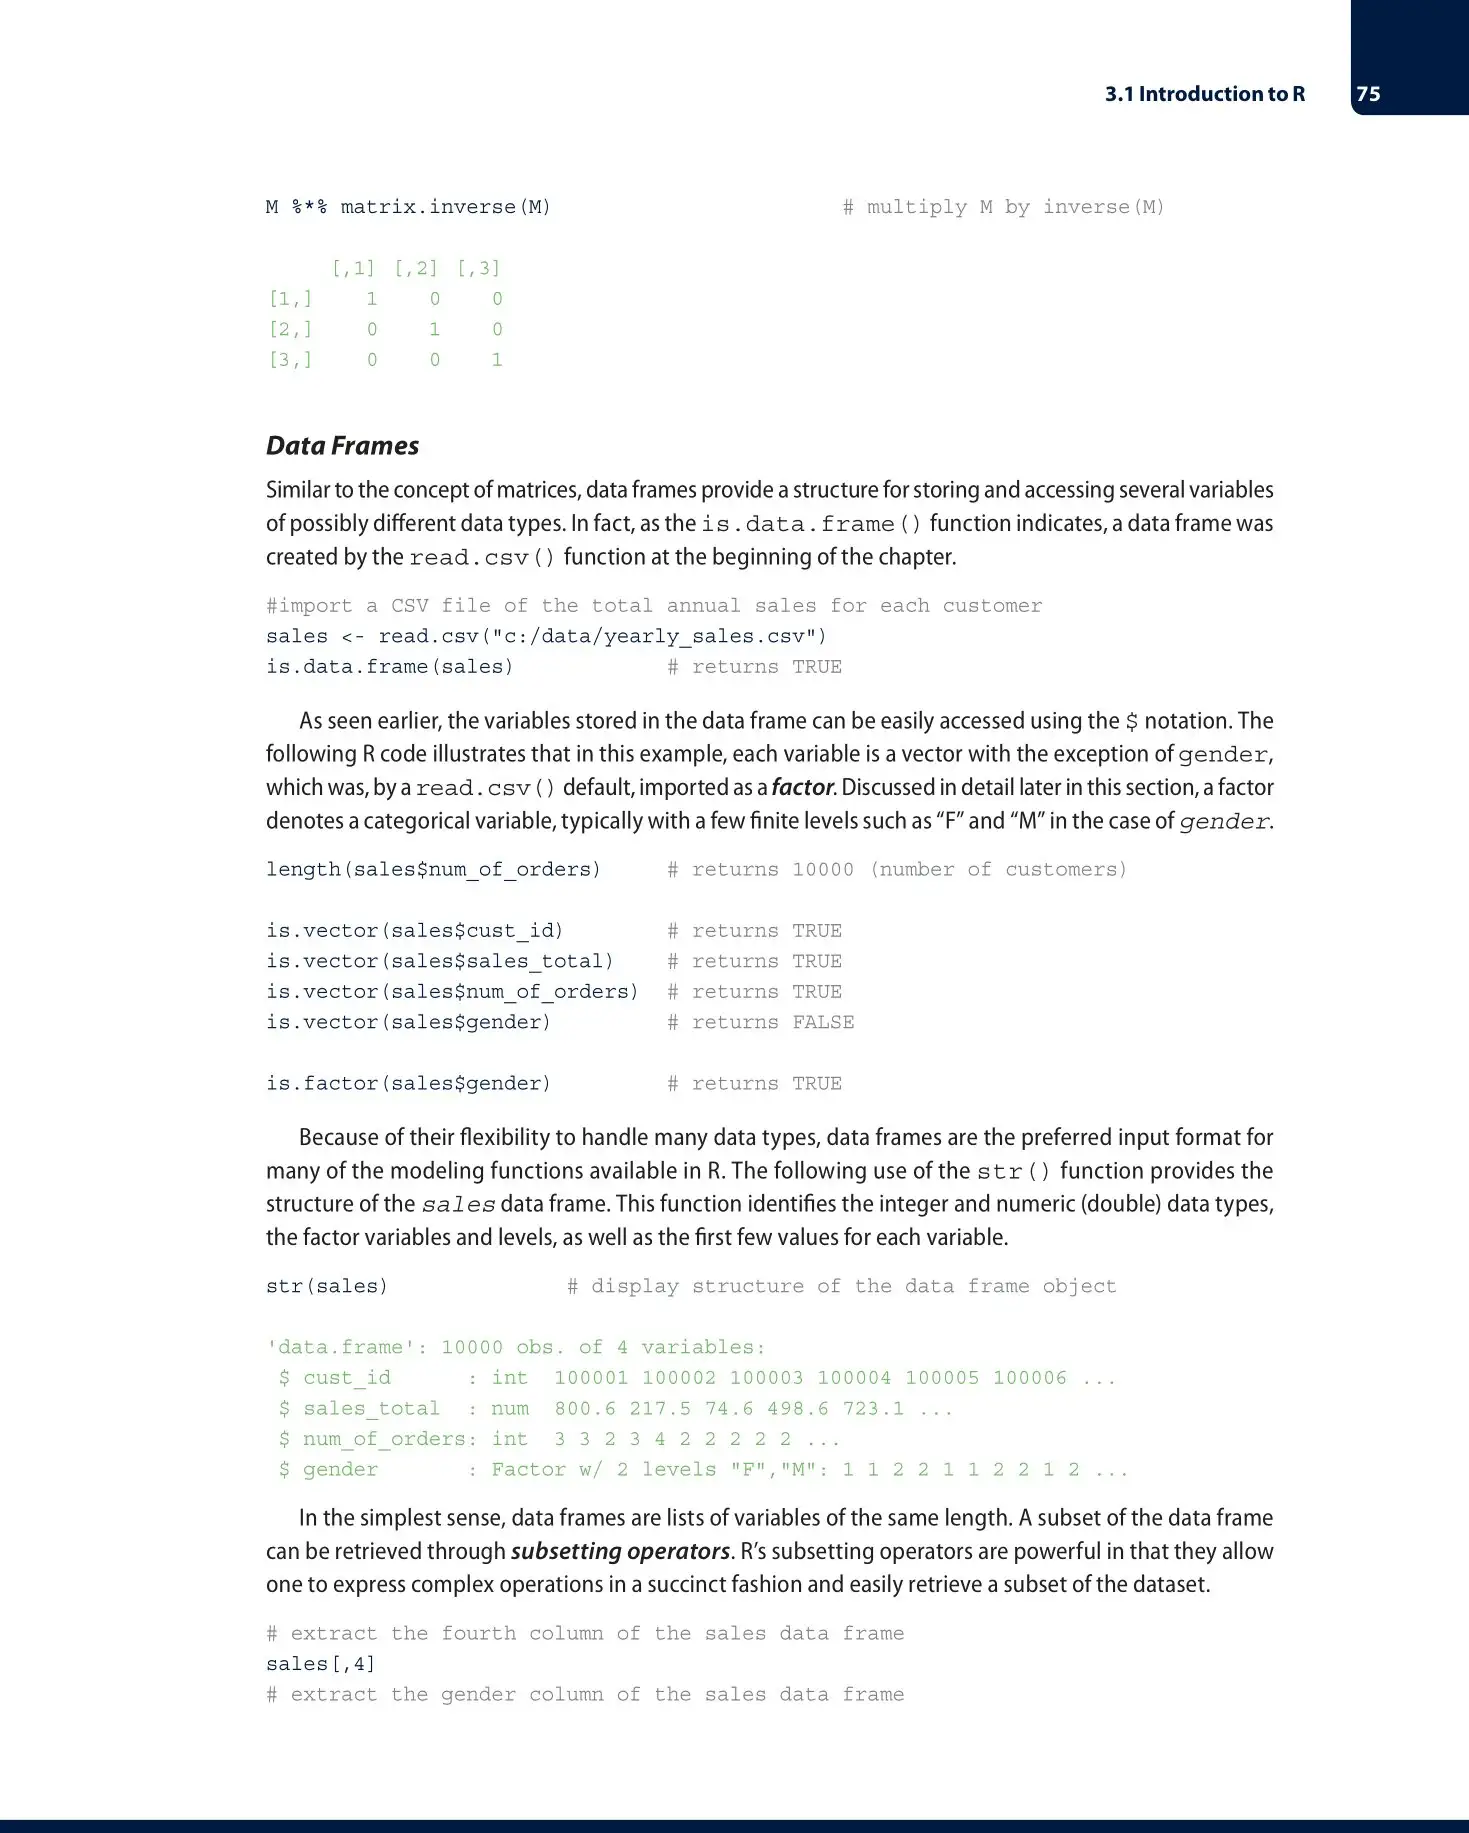 3.1 Introduction to R 75
M %*% matrix.inverse(M)                       # multiply M by inverse(M)
     [,1] [,2] [,3]
[1,]    1    0    0
[2,]    0    1    0
[3,]    0    0    1
Data Frames
Similar to the concept of matrices, data frames provide a structure for storing and accessing several variables
of possibly different data types. In fact, as the is.data.frame() function indicates, a data frame was
created by the read.csv() function at the beginning of the chapter.
#import a CSV file of the total annual sales for each customer
sales <- read.csv("c:/data/yearly_sales.csv")
is.data.frame(sales)            # returns TRUE
As seen earlier, the variables stored in the data frame can be easily accessed using the $ notation. The
following R code illustrates that in this example, each variable is a vector with the exception of gender,
which was, by a read.csv() default, imported as a factor. Discussed in detail later in this section, a factor
denotes a categorical variable, typically with a few finite levels such as “F” and “M” in the case of gender.
length(sales$num_of_orders)     # returns 10000 (number of customers)
is.vector(sales$cust_id)        # returns TRUE
is.vector(sales$sales_total)    # returns TRUE
is.vector(sales$num_of_orders)  # returns TRUE
is.vector(sales$gender)         # returns FALSE
is.factor(sales$gender)         # returns TRUE
Because of their flexibility to handle many data types, data frames are the preferred input format for
many of the modeling functions available in R. The following use of the str() function provides the
structure of the sales data frame. This function identifies the integer and numeric (double) data types,
the factor variables and levels, as well as the first few values for each variable.
str(sales)              # display structure of the data frame object
'data.frame': 10000 obs. of 4 variables:
 $ cust_id      : int  100001 100002 100003 100004 100005 100006 ...
 $ sales_total  : num  800.6 217.5 74.6 498.6 723.1 ...
 $ num_of_orders: int  3 3 2 3 4 2 2 2 2 2 ...
 $ gender       : Factor w/ 2 levels "F","M": 1 1 2 2 1 1 2 2 1 2 ...
In the simplest sense, data frames are lists of variables of the same length. A subset of the data frame
can be retrieved through subsetting operators. R’s subsetting operators are powerful in that they allow
one to express complex operations in a succinct fashion and easily retrieve a subset of the dataset.
# extract the fourth column of the sales data frame
sales[,4]
# extract the gender column of the sales data frame